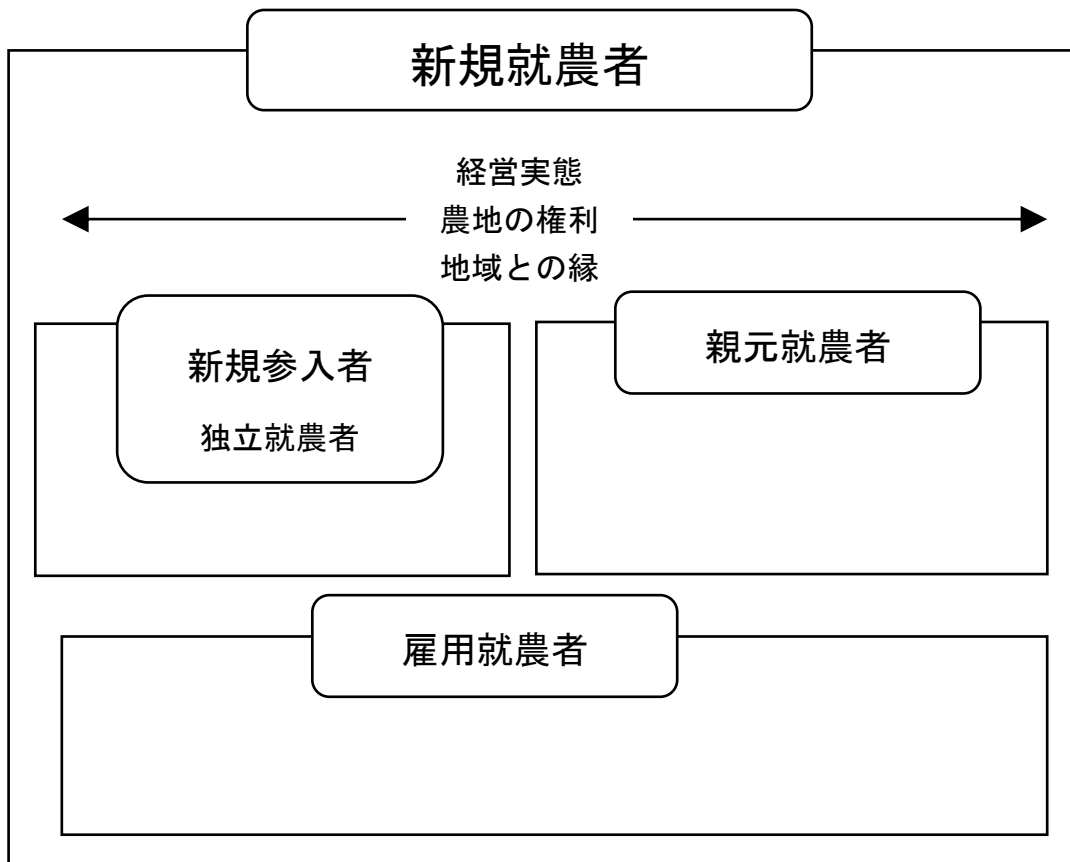 新規就農者
経営実態
農地の権利
地域との縁
新規参入者
独立就農者
親元就農者
雇用就農者